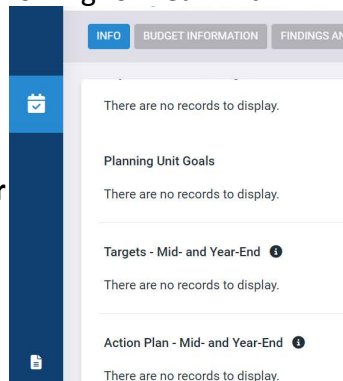 INFO BUDGET INFORMATION FINDINGS AN
There are no records to display.
Planning Unit Goals
There are no records to display.
Targets - Mid- and Year-End
There are no records to display.
Action Plan - Mid- and Year-End
There are no records to display.